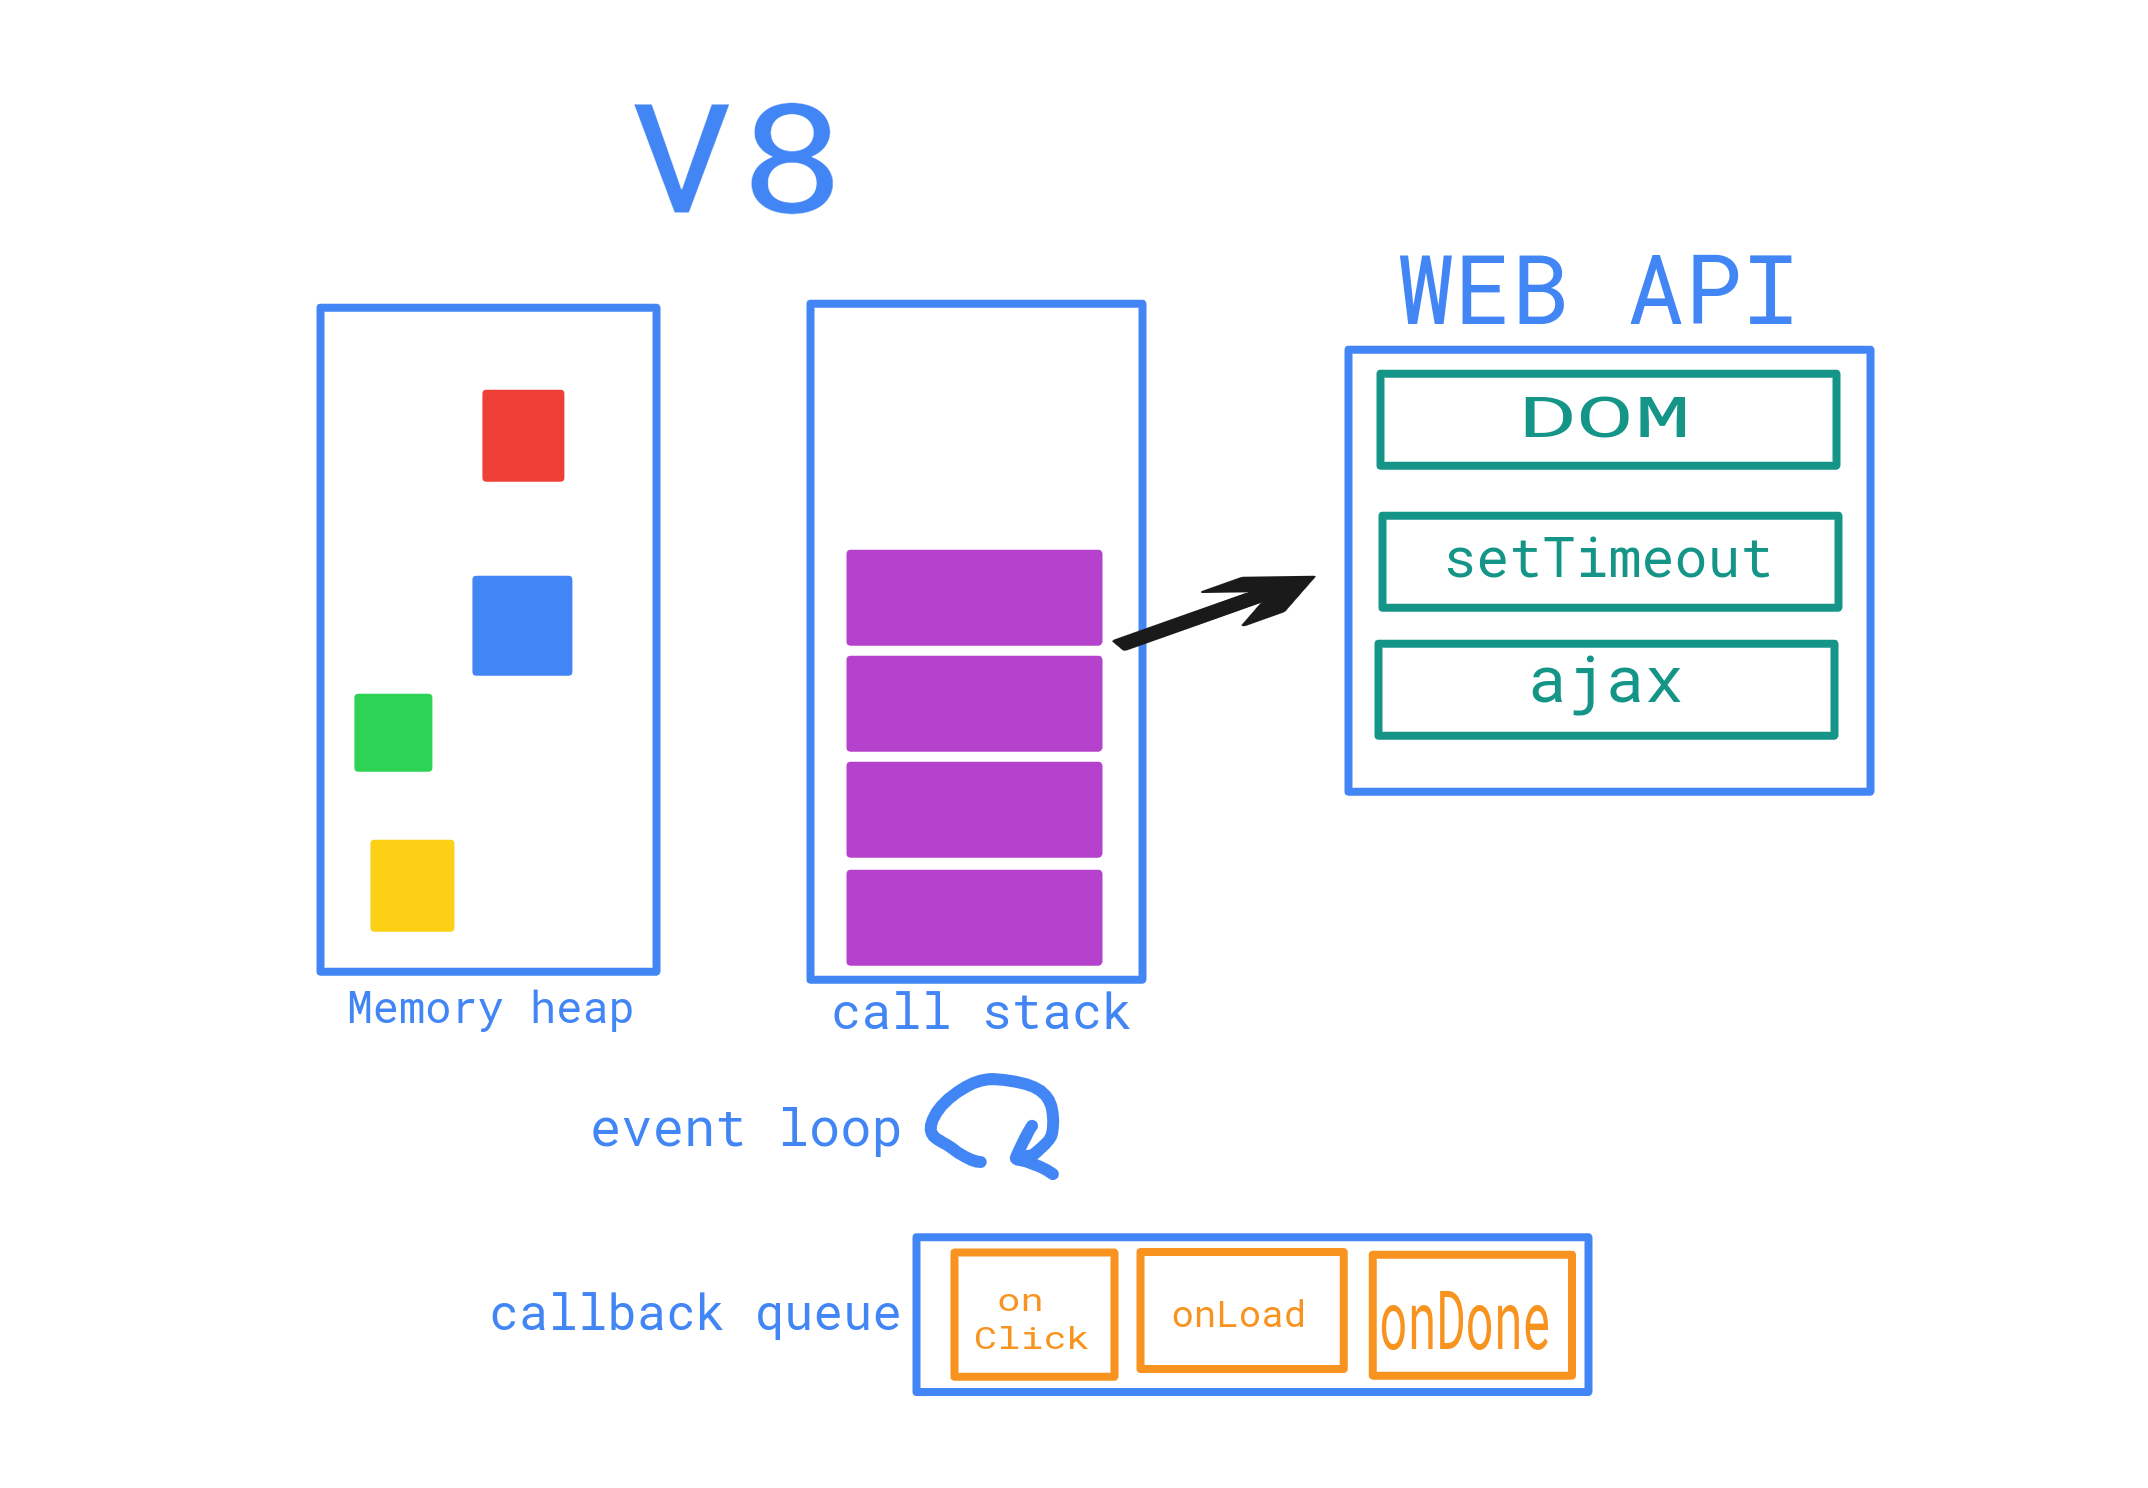 V8
WEB API
DOM
setTimeout
ajax
Memory heap
call stack
event loop
callback queue
on
Click
onLoad
onDone